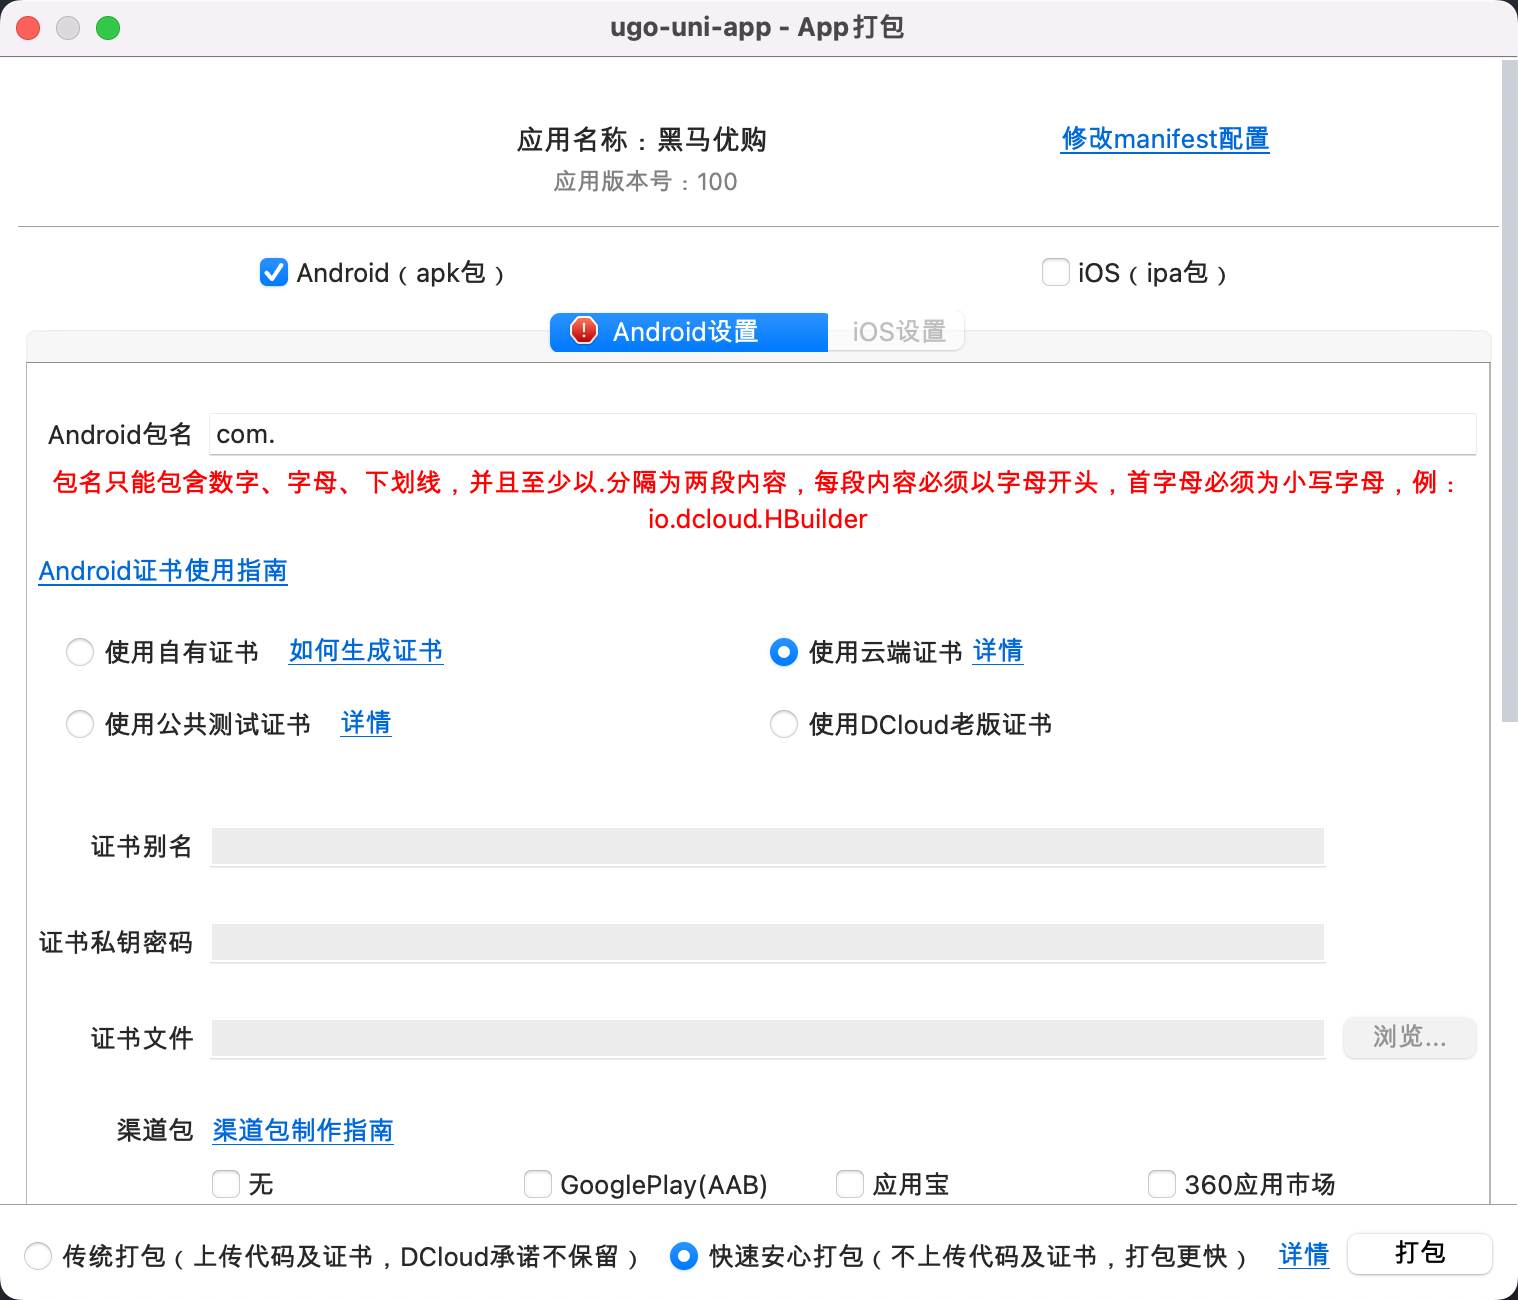 ugo-uni-app - App打包
应用名称：黑马优购
修改manifest配置
应用版本号：100
Android（apk包）
iOS（ipa包）
Android设置
iOS设置
Android包名
com.
包名只能包含数字、字母、下划线，并且至少以.分隔为两段内容，每段内容必须以字母开头，首字母必须为小写字母，例：
io.dcloud.HBuilder
Android证书使用指南
使用自有证书 如何生成证书
使用云端证书 详情
使用公共测试证书 详情
使用DCloud老版证书
证书别名
证书私钥密码
证书文件
浏览...
渠道包 渠道包制作指南
无
GooglePlay(AAB)
应用宝
360应用市场
传统打包（上传代码及证书，DCloud承诺不保留）
快速安心打包（不上传代码及证书，打包更快）
详情
打包